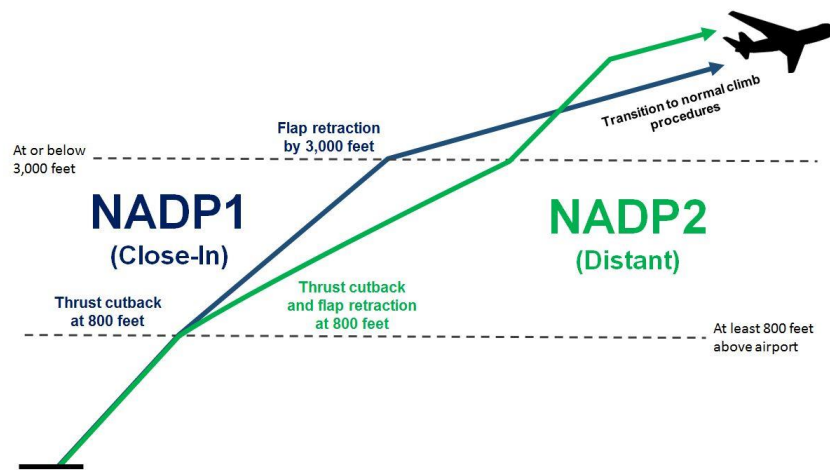 Transition to normal climb
procedures
Flap retraction
by 3,000 feet
At or below
3,000 feet
NADP1
(Close-In)
NADP2
(Distant)
Thrust cutback
at 800 feet
Thrust cutback
and flap retraction
at 800 feet
At least 800 feet
above airport